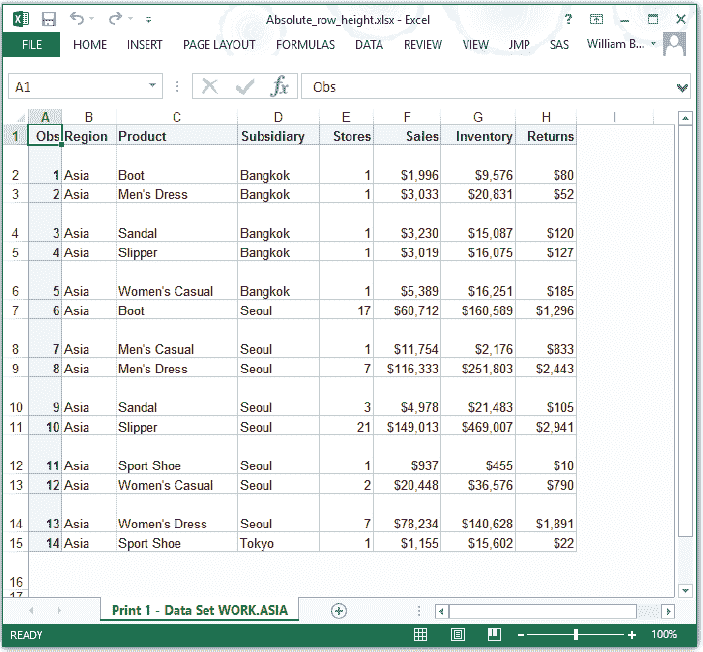 Absolute_row_height.xlsx - Excel ?
FILE HOME INSERT PAGE LAYOUT FORMULAS DATA REVIEW VIEW JMP SAS William B...
A1 fx Obs
A B C D E F G H I
1 Obs Region Product Subsidiary Stores Sales Inventory Returns
2 1 Asia Boot Bangkok 1 $1,996 $9,576 $80
3 2 Asia Men's Dress Bangkok 1 $3,033 $20,831 $52
4 3 Asia Sandal Bangkok 1 $3,230 $15,087 $120
5 4 Asia Slipper Bangkok 1 $3,019 $16,075 $127
6 5 Asia Women's Casual Bangkok 1 $5,389 $16,251 $185
7 6 Asia Boot Seoul 17 $60,712 $160,589 $1,296
8 7 Asia Men's Casual Seoul 1 $11,754 $2,176 $833
9 8 Asia Men's Dress Seoul 7 $116,333 $251,803 $2,443
10 9 Asia Sandal Seoul 3 $4,978 $21,483 $105
11 10 Asia Slipper Seoul 21 $149,013 $469,007 $2,941
12 11 Asia Sport Shoe Seoul 1 $937 $455 $10
13 12 Asia Women's Casual Seoul 2 $20,448 $36,576 $790
14 13 Asia Women's Dress Seoul 7 $78,234 $140,628 $1,891
15 14 Asia Sport Shoe Tokyo 1 $1,155 $15,602 $22
16
17
Print 1 - Data Set WORK.ASIA
READY 100%